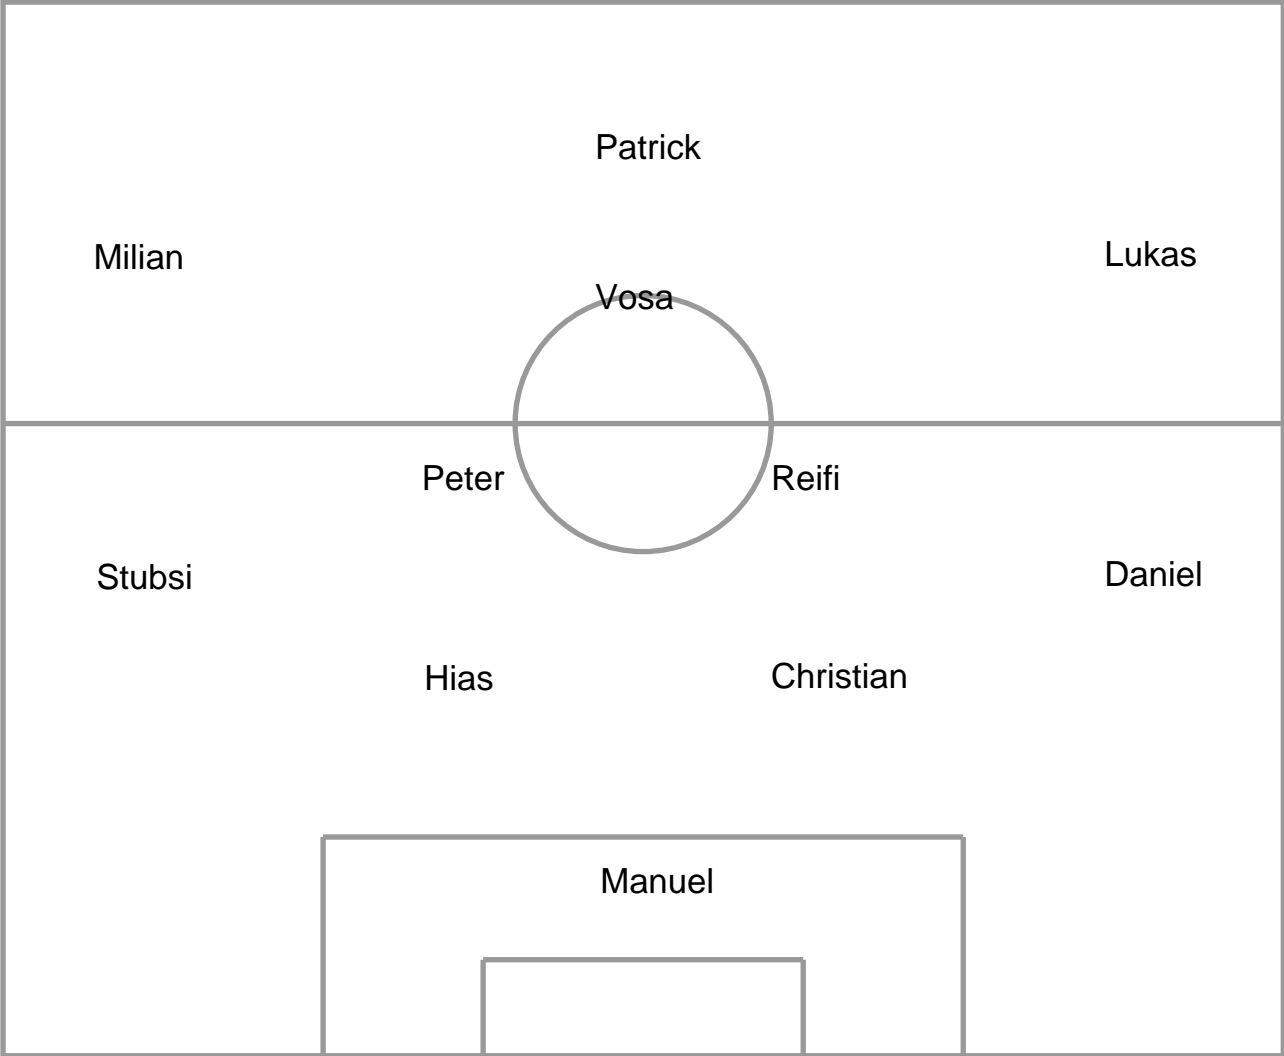 Patrick
Milian
Lukas
Vosa
Peter
Reifi
Stubsi
Daniel
Hias
Christian
Manuel